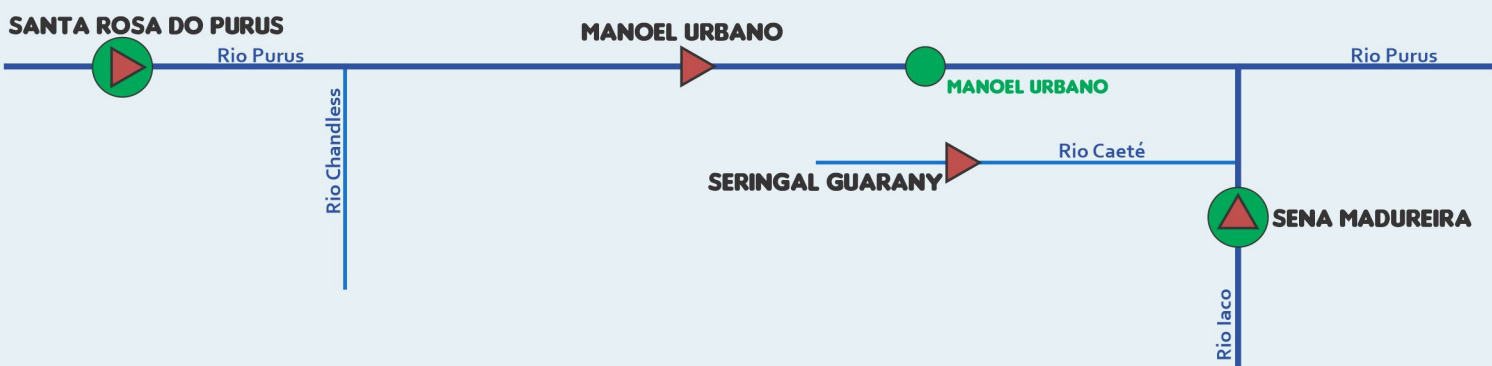 SANTA ROSA DO PURUS
MANOEL URBANO
Rio Purus
Rio Purus
MANOEL URBANO
Rio Chandless
Rio Caeté
SERINGAL GUARANY
SENA MADUREIRA
Rio Iaco